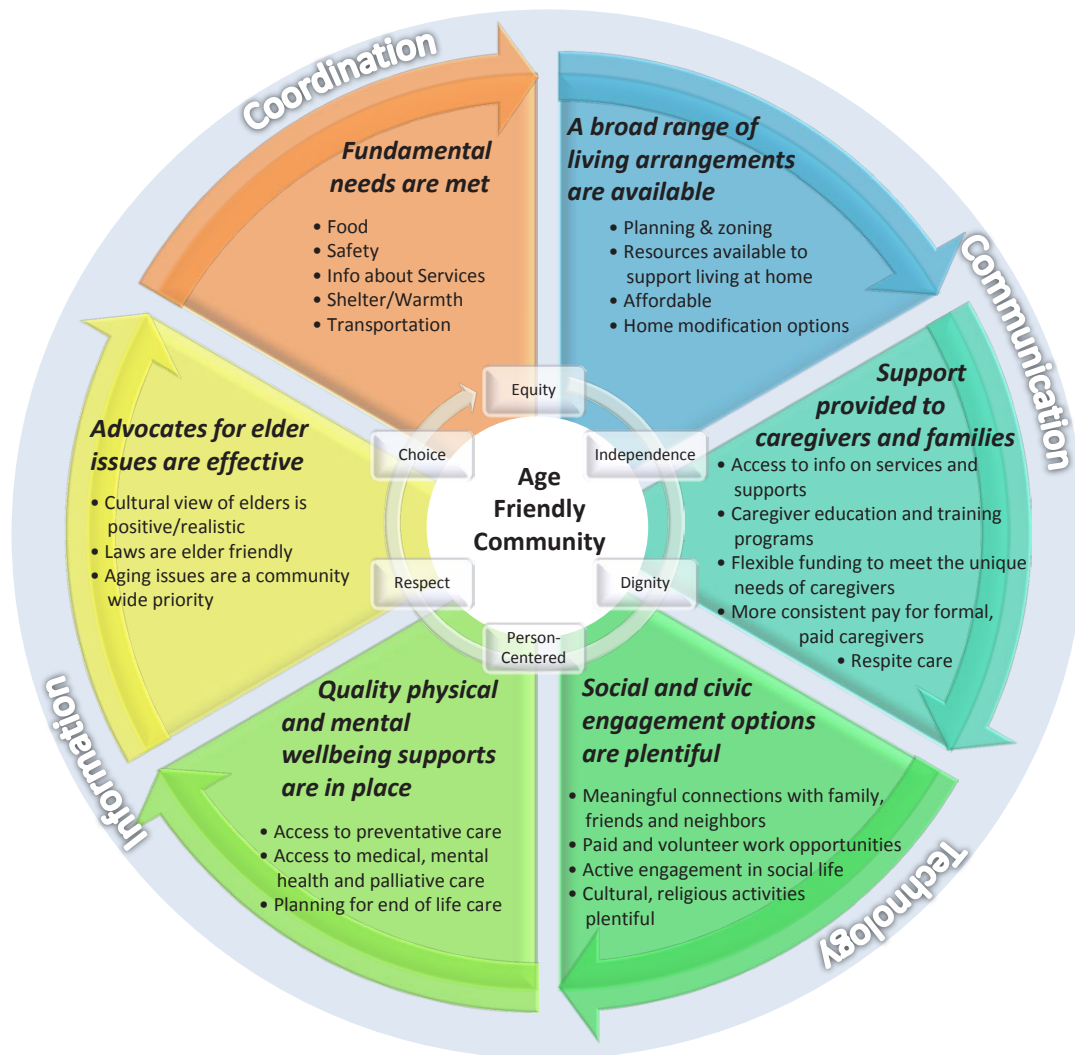 Coordination
Fundamental
needs are met
• Food
• Safety
• Info about Services
• Shelter/Warmth
• Transportation
A broad range of
living arrangements
are available
• Planning & zoning
• Resources available to
support living at home
• Affordable
• Home modification options
Communication
Support
provided to
caregivers and families
• Access to info on services and
supports
• Caregiver education and training
programs
• Flexible funding to meet the unique
needs of caregivers
• More consistent pay for formal,
paid caregivers
• Respite care
Social and civic
engagement options
are plentiful
• Meaningful connections with family,
friends and neighbors
• Paid and volunteer work opportunities
• Active engagement in social life
• Cultural, religious activities
plentiful
Technology
Quality physical
and mental
wellbeing supports
are in place
• Access to preventative care
• Access to medical, mental
health and palliative care
• Planning for end of life care
Information
Advocates for elder
issues are effective
• Cultural view of elders is
positive/realistic
• Laws are elder friendly
• Aging issues are a community
wide priority
Equity
Independence
Dignity
Person-
Centered
Respect
Choice
Age
Friendly
Community